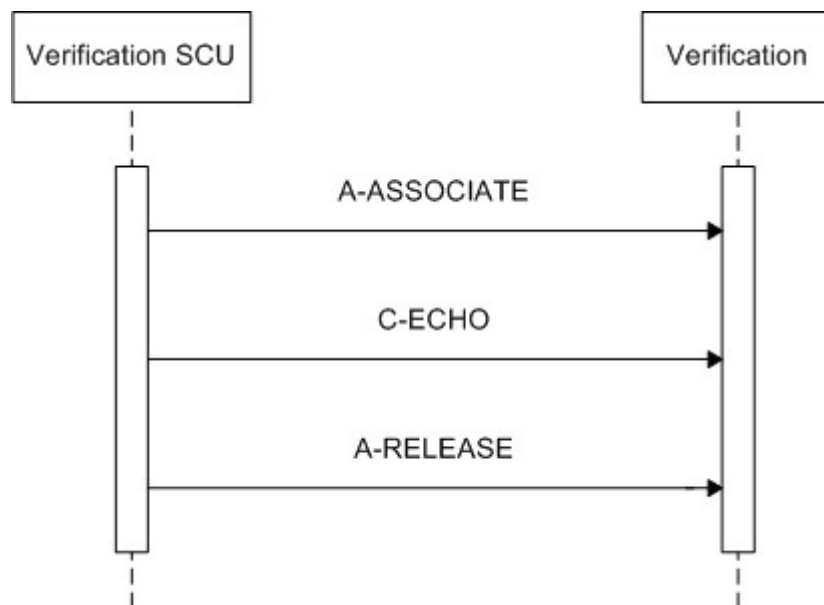 Verification SCU
Verification
A-ASSOCIATE
C-ECHO
A-RELEASE